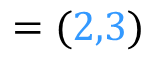 = (2,3)